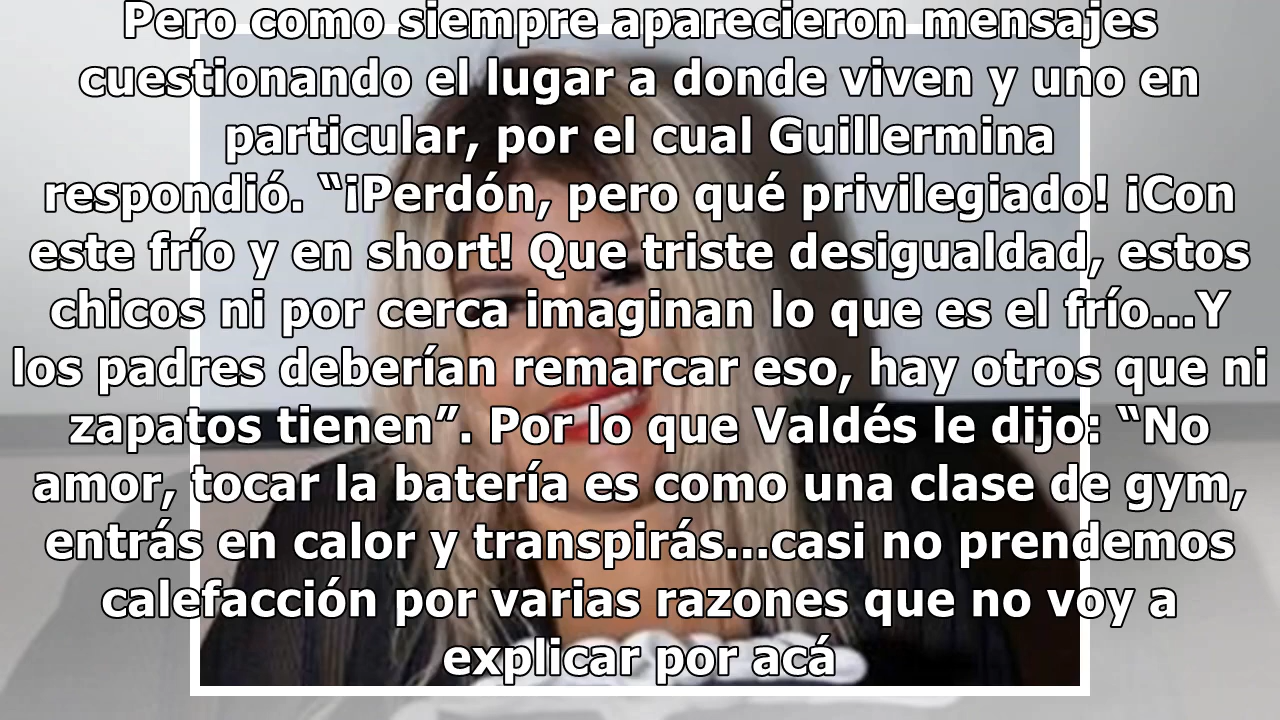 Pero como siempre aparecieron mensajes
cuestionando el lugar a donde viven y uno en
particular, por el cual Guillermina
respondió. “¡Perdón, pero qué privilegiado! ¡Con
este frío y en short! Que triste desigualdad, estos
chicos ni por cerca imaginan lo que es el frío...Y
los padres deberían remarcar eso, hay otros que ni
zapatos tienen”. Por lo que Valdés le dijo: “No
amor, tocar la batería es como una clase de gym,
entrás en calor y transpirás...casi no prendemos
calefacción por varias razones que no voy a
explicar por acá